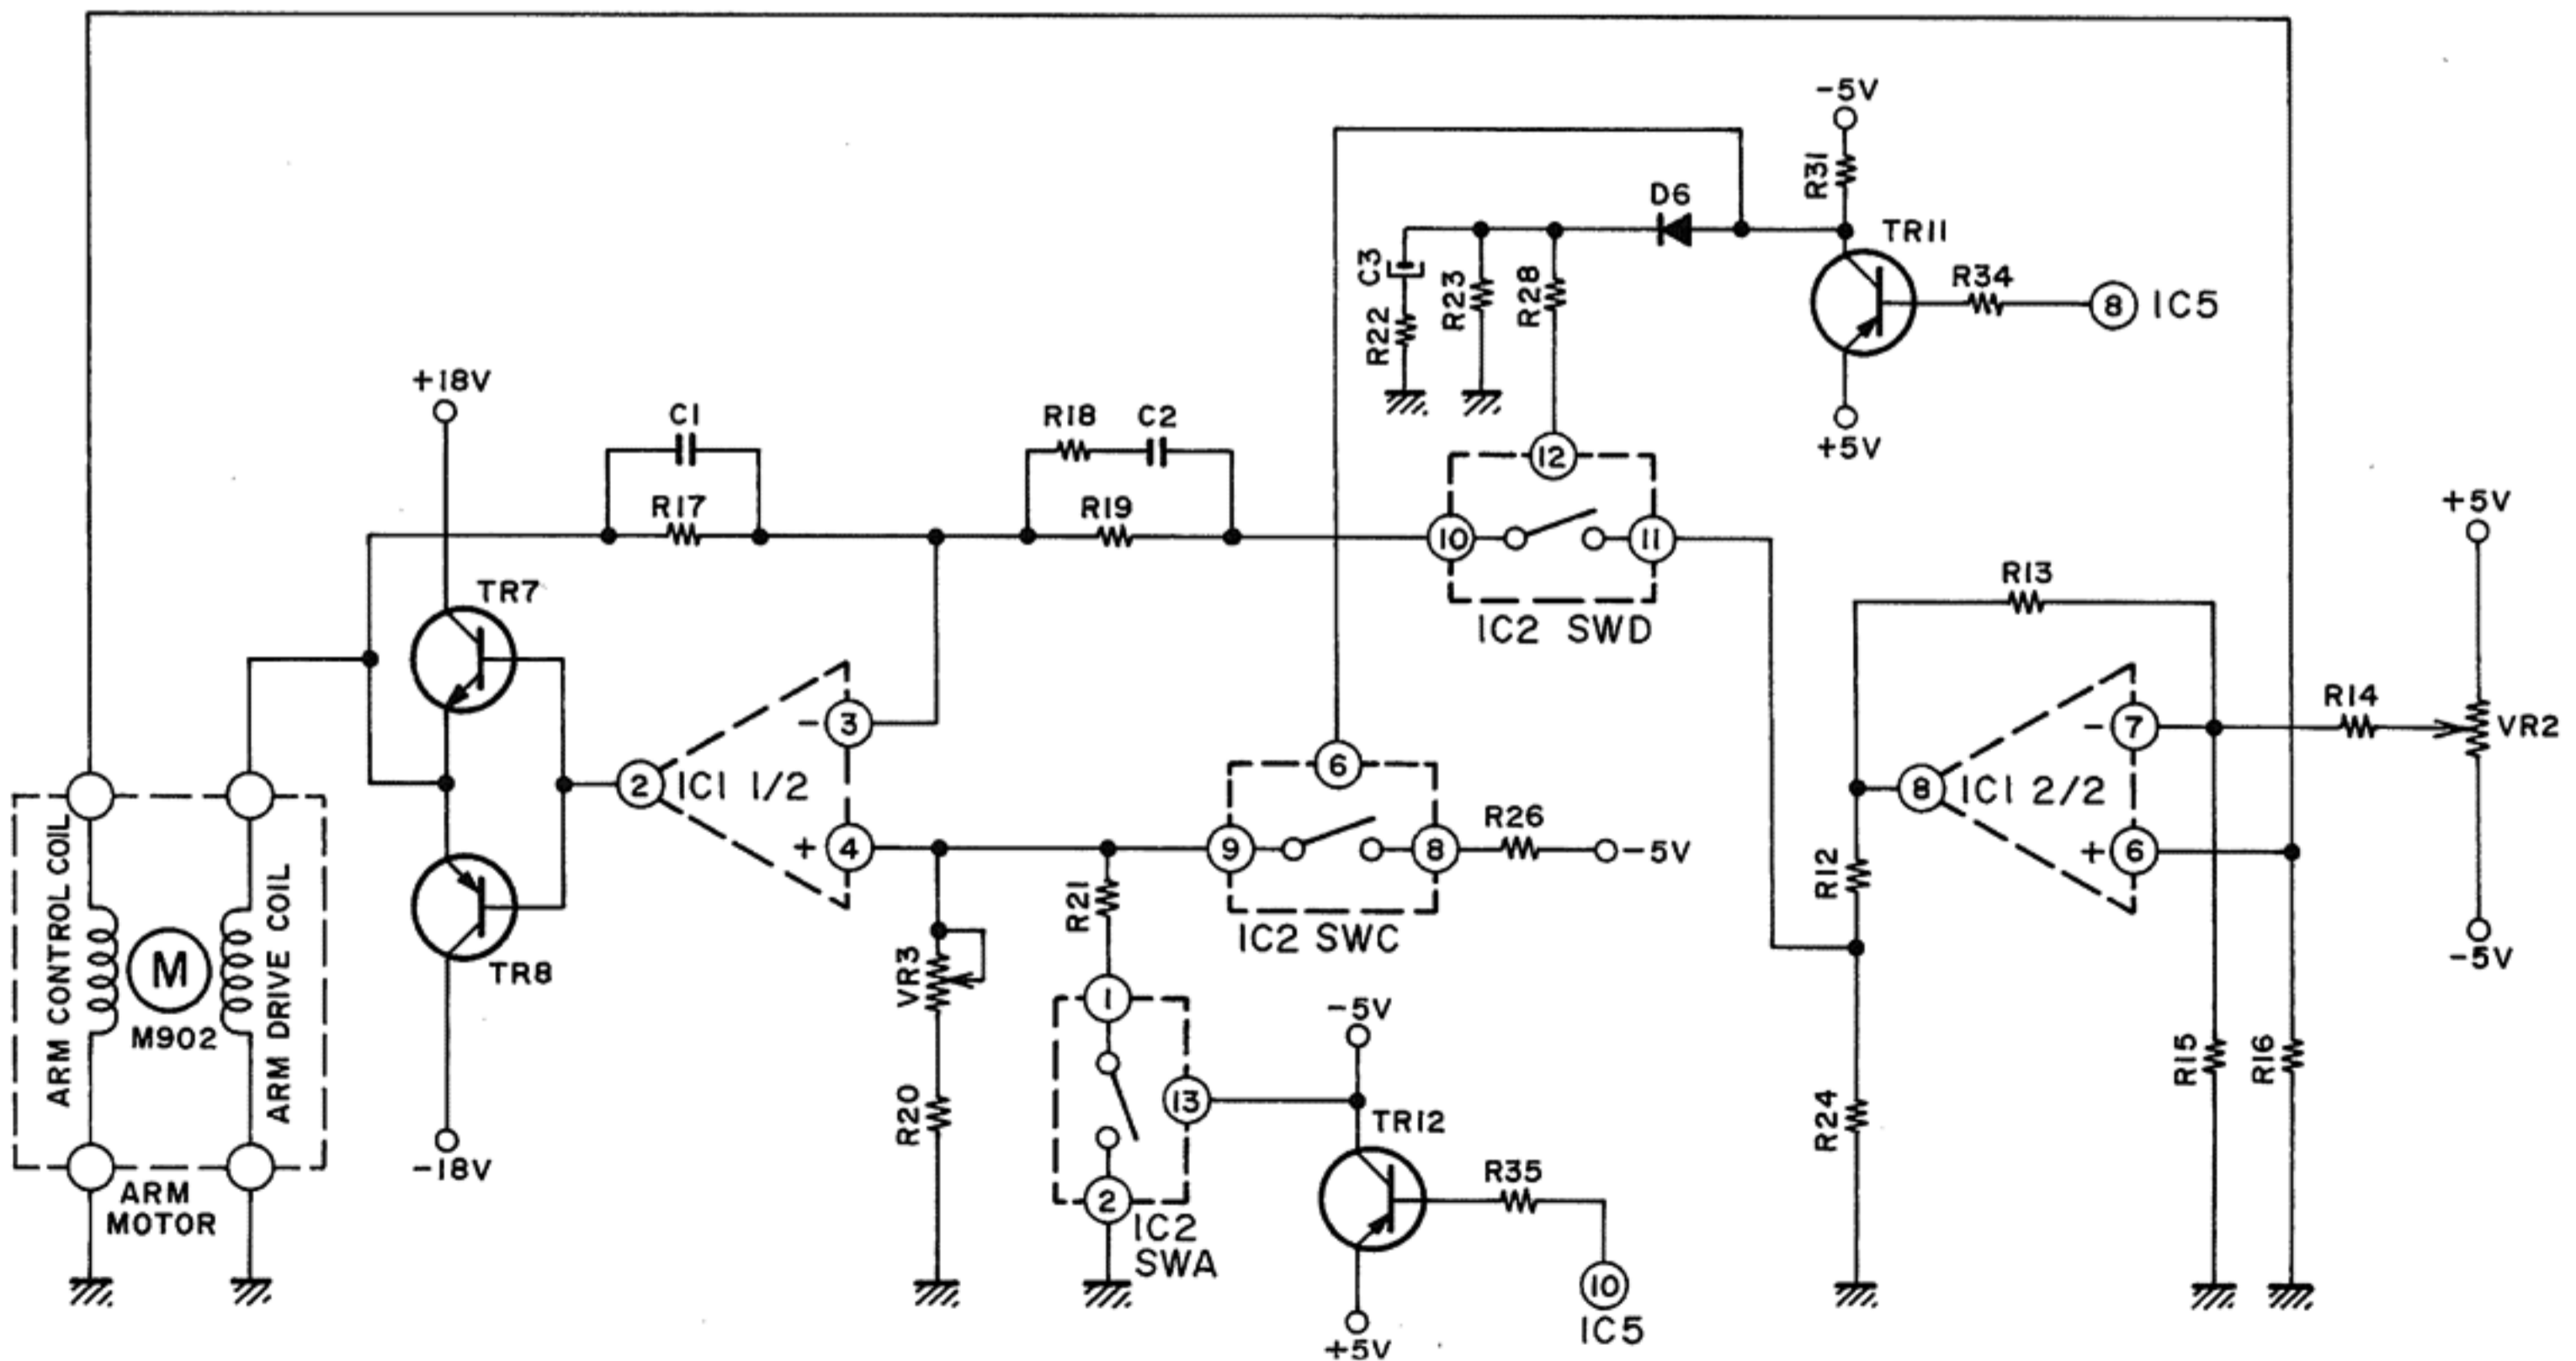 -5V
R31
D6
TR11
C3
R22
R23
R28
R34
8 IC5
+5V
+18V
C1
R17
R18 C2
R19
12
10
11
IC2 SWD
+5V
R13
TR7
- 3
2 IC1 1/2
+ 4
6
9
8
R26
-5V
IC2 SWC
- 7
R14
VR2
8 IC1 2/2
+ 6
R12
-5V
ARM CONTROL COIL
M
M902
ARM DRIVE COIL
TR8
-18V
ARM
MOTOR
VR3
R20
R21
1
13
2
IC2
SWA
-5V
TR12
R35
10
IC5
+5V
R24
R15
R16